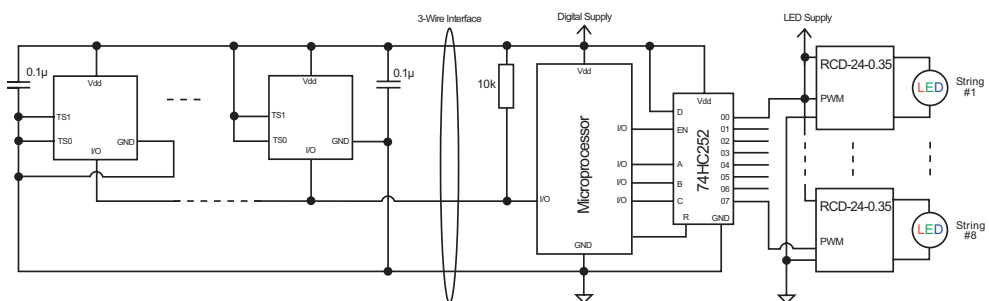 3-Wire Interface
Digital Supply
LED Supply
0.1µ
Vdd
TS1
TS0
GND
I/O
Vdd
TS1
TS0
GND
I/O
0.1µ
10k
Vdd
Microprocessor
I/O
I/O
I/O
I/O
I/O
GND
Vdd
74HC252
D
EN
A
B
C
R
GND
00
01
02
03
04
05
06
07
RCD-24-0.35
PWM
LED
String
#1
RCD-24-0.35
PWM
LED
String
#8